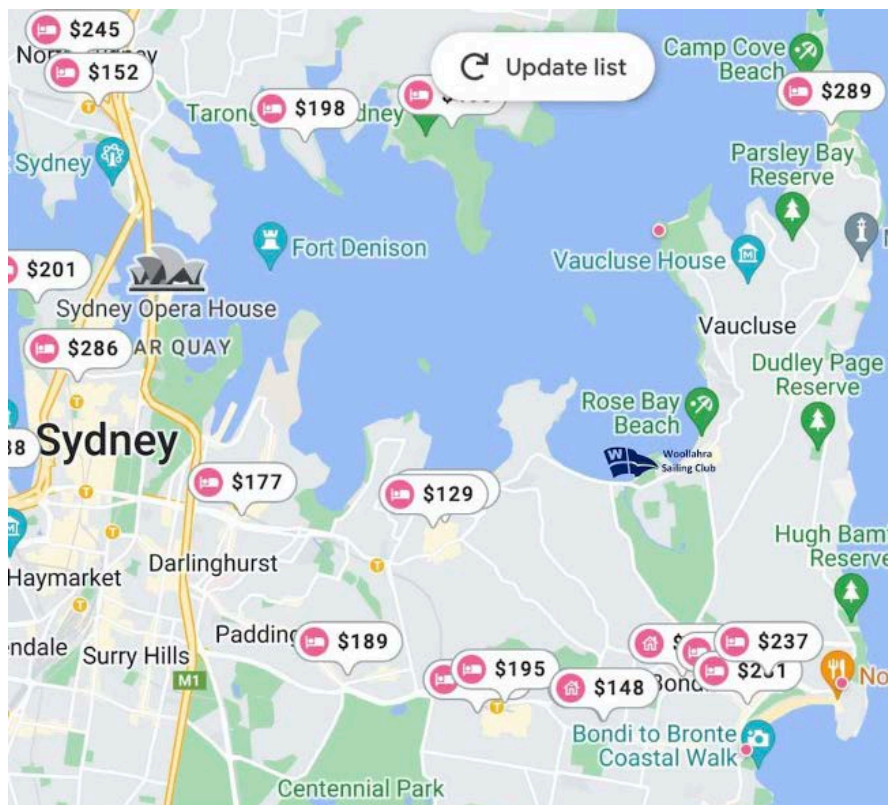 $245
$152
Update list
Camp Cove
Beach
$289
$198
Parsley Bay
Reserve
Sydney
Fort Denison
Vaucluse House
$201
Sydney Opera House
Vaucluse
$286
AR QUAY
Dudley Page
Reserve
Rose Bay
Beach
Sydney
W
Woollahra
Sailing Club
$177
$129
T
Hugh Bam
Reserve
Darlinghurst
Haymarket
Padding
$189
$237
Surry Hills
M1
$195
$148
No
Bondi to Bronte
Coastal Walk
Centennial Park